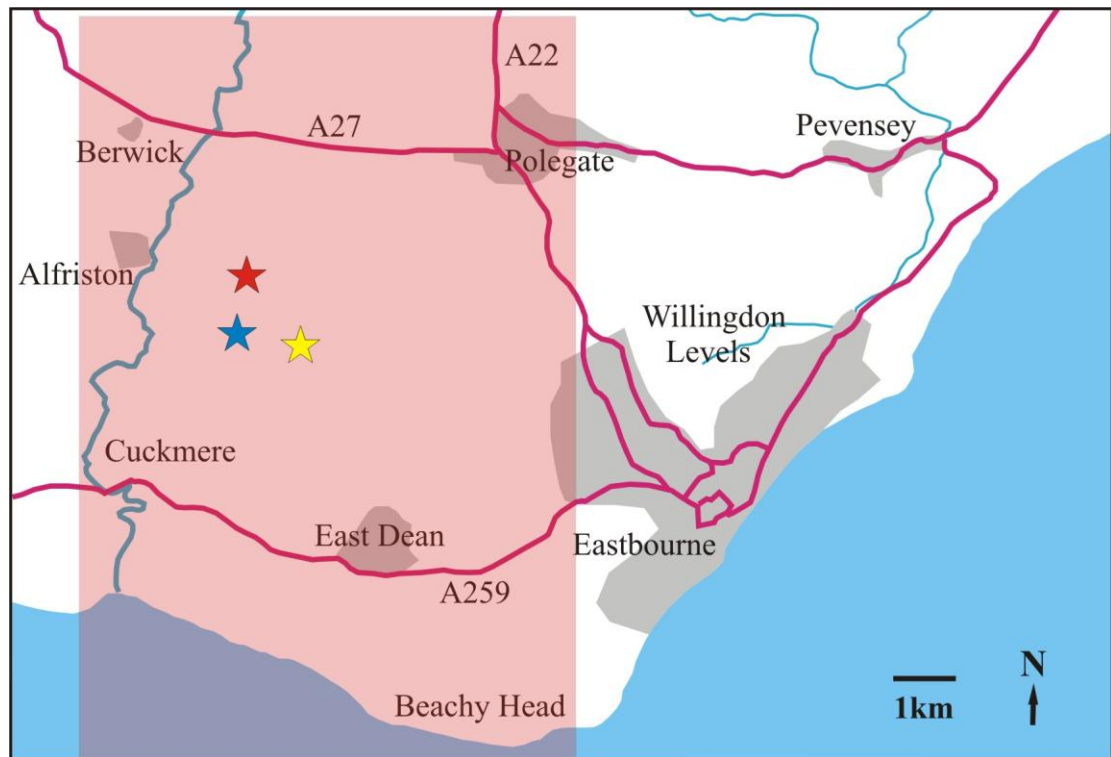 A22
A27
Pevensey
Berwick
Polegate
Alfriston
Willingdon
Levels
Cuckmere
East Dean
Eastbourne
A259
N
Beachy Head
1km